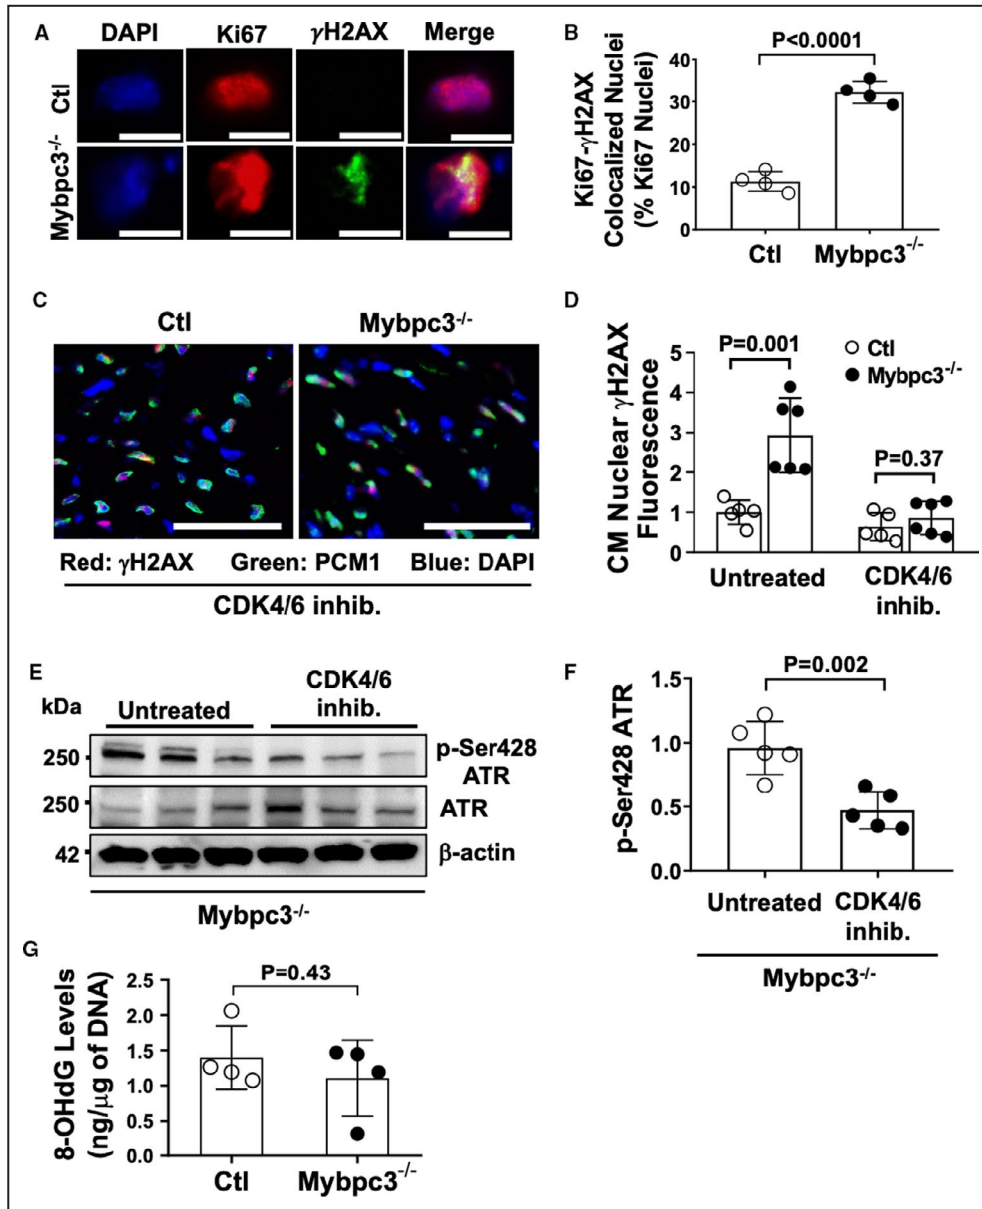 A
DAPI Ki67 γH2AX Merge
Ctl
Mybpc3-/-
B
P<0.0001
Ki67-γH2AX
Colocalized Nuclei
(% Ki67 Nuclei)
40
30
20
10
0
Ctl Mybpc3-/-
C
Ctl Mybpc3-/-
Red: γH2AX Green: PCM1 Blue: DAPI
CDK4/6 inhib.
D
CM Nuclear γH2AX
Fluorescence
5
4
3
2
1
0
P=0.001
Ctl
Mybpc3-/-
P=0.37
Untreated CDK4/6
inhib.
E
kDa
Untreated
CDK4/6
inhib.
250
p-Ser428
ATR
250
ATR
42
β-actin
Mybpc3-/-
F
P=0.002
p-Ser428 ATR
1.5
1.0
0.5
0.0
Untreated CDK4/6
inhib.
Mybpc3-/-
G
8-OHdG Levels
(ng/μg of DNA)
2.5
2.0
1.5
1.0
0.5
0.0
P=0.43
Ctl Mybpc3-/-